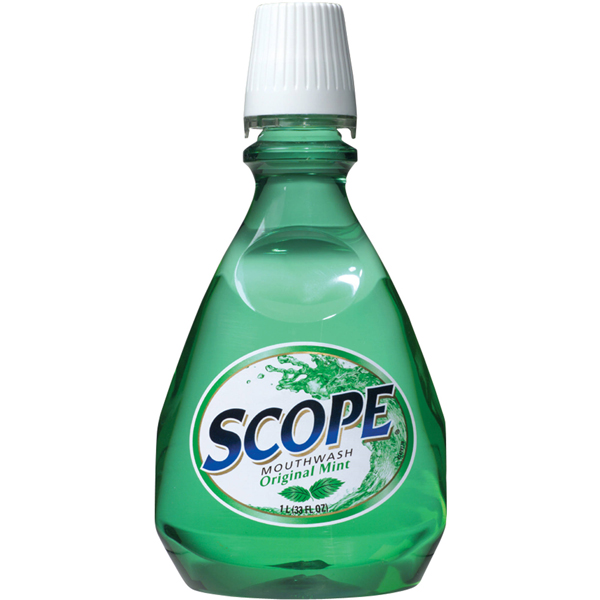 SCOPE
MOUTHWASH
Original Mint
1 L (33 FL OZ)